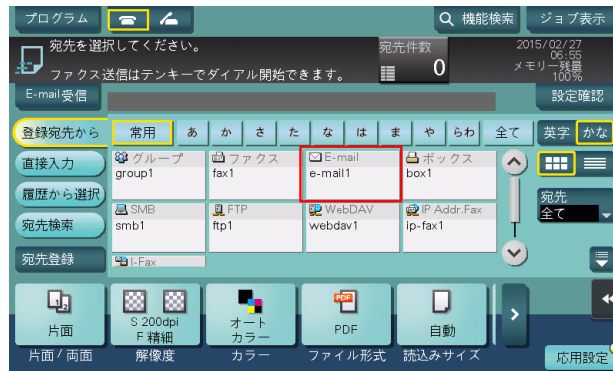 プログラム
機能検索
ジョブ表示
宛先を選択してください。
ファクス送信はテンキーでダイアル開始できます。
宛先件数
0
2015/02/27
06:55
メモリー残量
100%
E-mail受信
設定確認
登録宛先から
常用 あ か さ た な は ま や らわ 全て
英字 かな
直接入力
履歴から選択
宛先検索
宛先登録
グループ
group1
ファクス
fax1
E-mail
e-mail1
ボックス
box1
SMB
smb1
FTP
ftp1
WebDAV
webdav1
IP Addr.Fax
ip-fax1
I-Fax
宛先
全て
片面
片面 / 両面
S 200dpi
F 精細
解像度
オート
カラー
カラー
PDF
PDF
ファイル形式
自動
読込みサイズ
応用設定